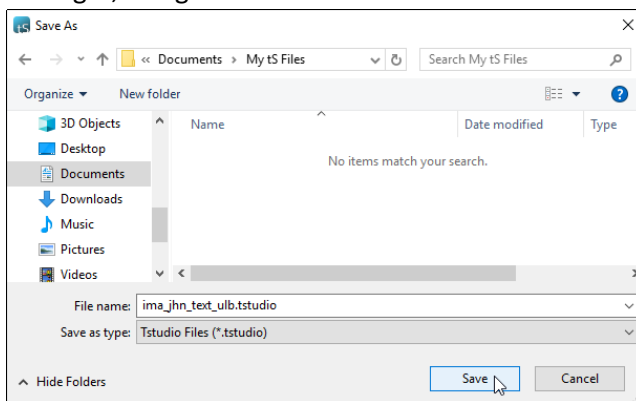 tS Save As
« Documents > My tS Files Search My tS Files
Organize New folder
3D Objects Name Date modified Type
Desktop
No items match your search.
Documents
Downloads
Music
Pictures
Videos
File name: ima_jhn_text_ulb.tstudio
Save as type: Tstudio Files (*.tstudio)
Hide Folders Save Cancel